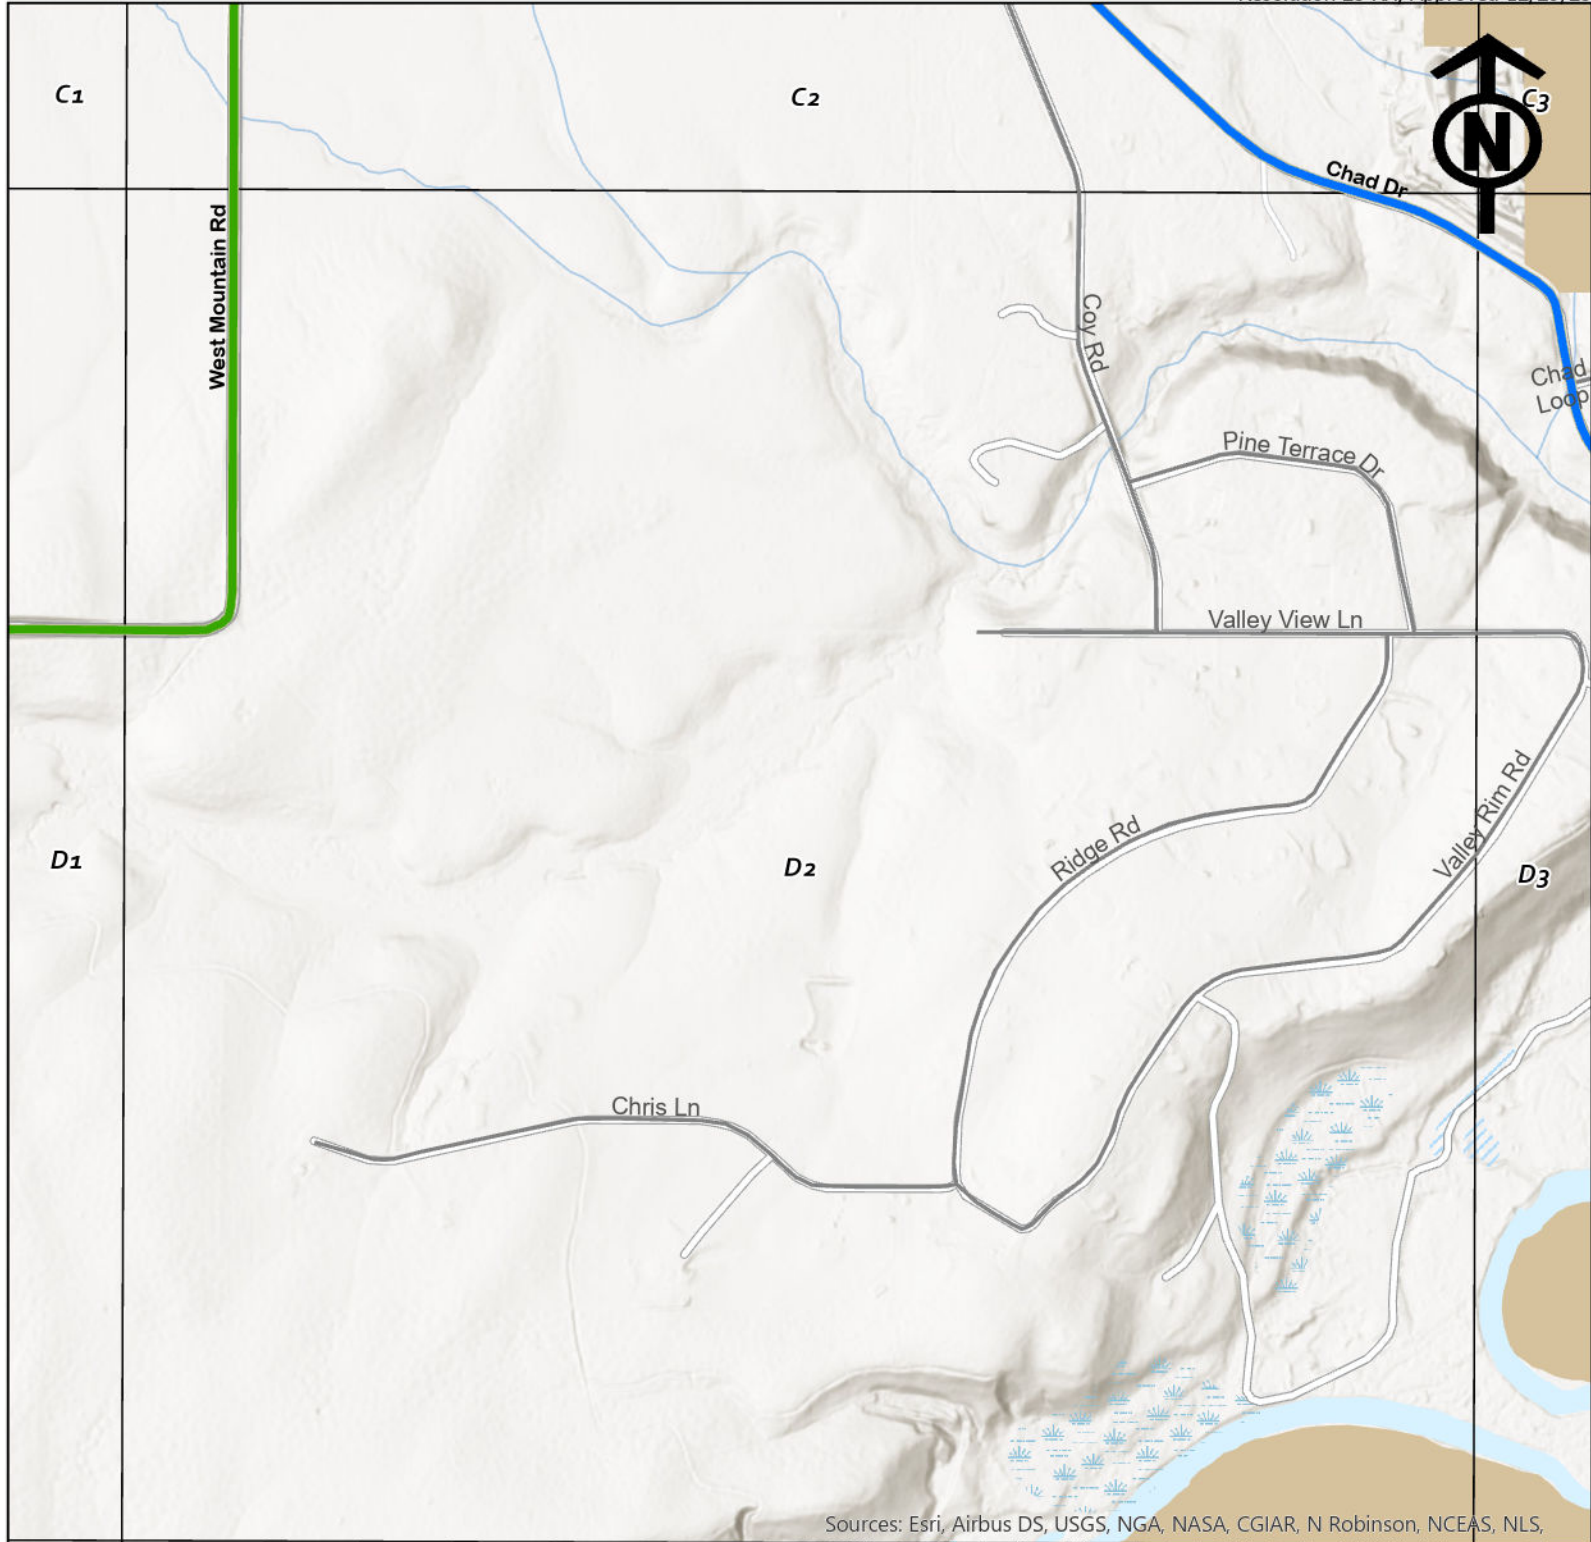 C1
C2
C3
N
Chad Dr
West Mountain Rd
Coy Rd
Chad
Loop
Pine Terrace Dr
Valley View Ln
Ridge Rd
Valley Rim Rd
D1
D2
D3
Chris Ln
Sources: Esri, Airbus DS, USGS, NGA, NASA, CGIAR, N Robinson, NCEAS, NLS,